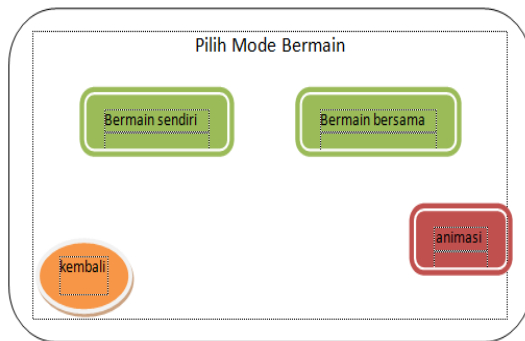 Pilih Mode Bermain
Bermain sendiri
Bermain bersama
animasi
kembali